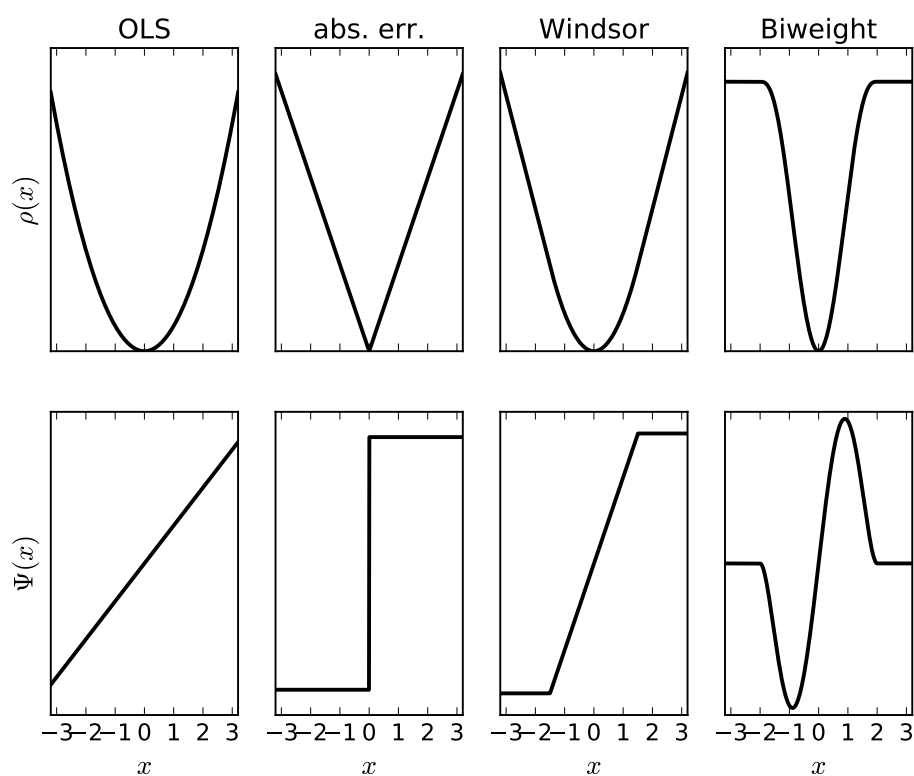 OLS abs. err. Windsor Biweight
ρ(x)
Ψ(x)
−3 −2 −1 0 1 2 3 −3 −2 −1 0 1 2 3 −3 −2 −1 0 1 2 3 −3 −2 −1 0 1 2 3
x x x x